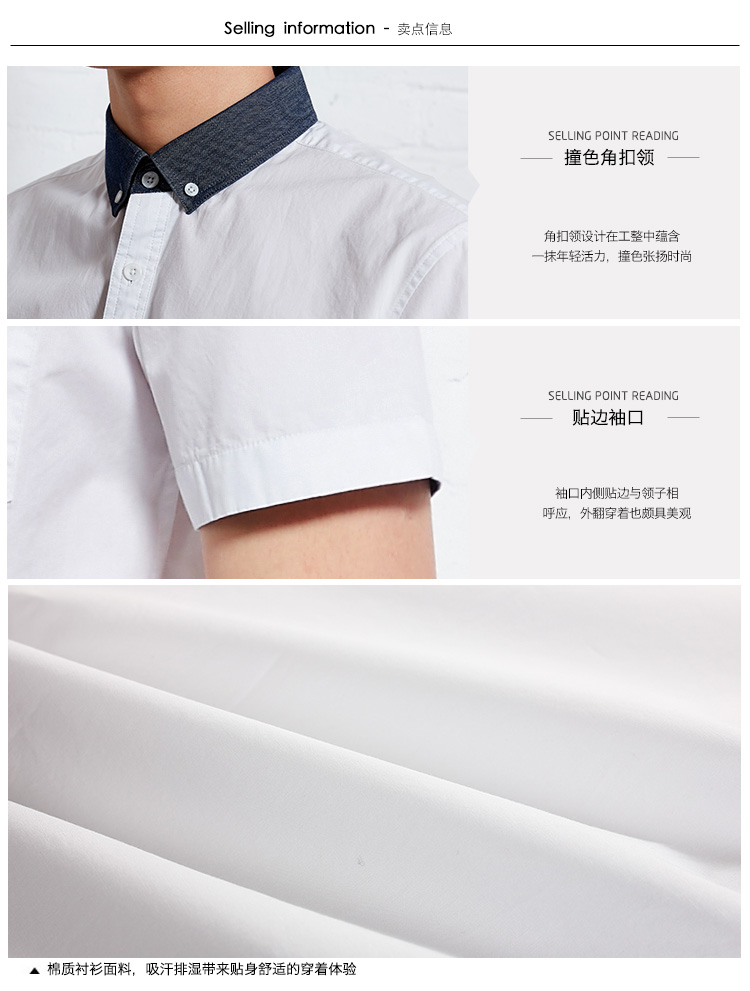 Selling information - 卖点信息
SELLING POINT READING
撞色角扣领
角扣领设计在工整中蕴含
一抹年轻活力，撞色张扬时尚
SELLING POINT READING
贴边袖口
袖口内侧贴边与领子相
呼应，外翻穿着也颇具美观
▲ 棉质衬衫面料，吸汗排湿带来贴身舒适的穿着体验